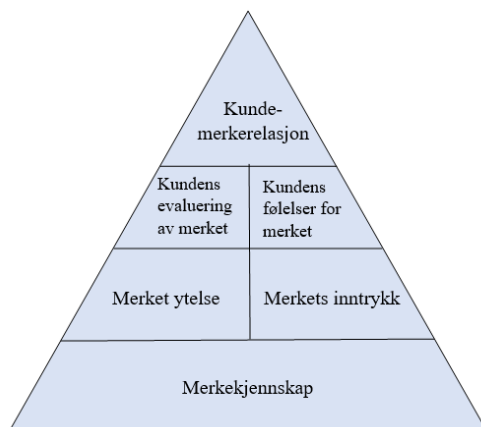 Kunde-
merkerelasjon
Kundens
evaluering
av merket
Kundens
følelser for
merket
Merket ytelse
Merkets inntrykk
Merkekjennskap